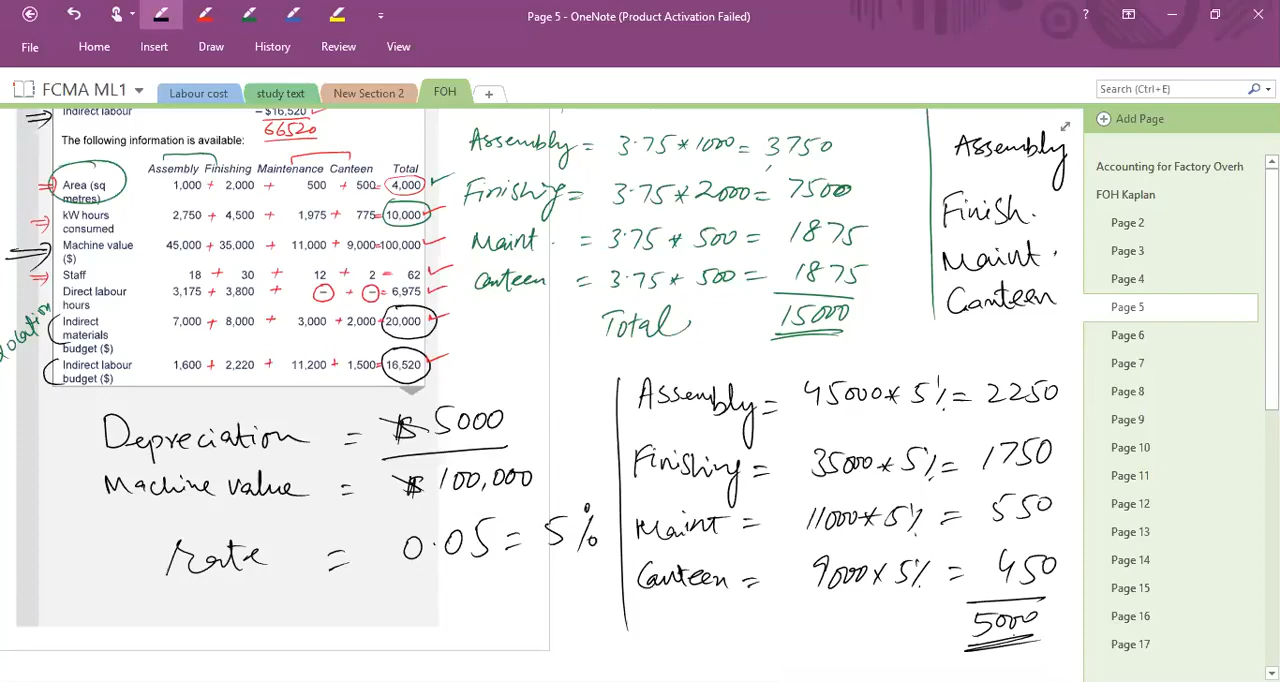 Page 5 - OneNote (Product Activation Failed)
?
File Home Insert Draw History Review View
FCMA ML1
Labour cost study text New Section 2 FOH +
Search (Ctrl+E)
Add Page
Accounting for Factory Overh
FOH Kaplan
Page 2
Page 3
Page 4
Page 5
Page 6
Page 7
Page 8
Page 9
Page 10
Page 11
Page 12
Page 13
Page 14
Page 15
Page 16
Page 17
Indirect labour – $16,520
66520
The following information is available:
Assembly Finishing Maintenance Canteen Total
Area (sq metres) 1,000 + 2,000 + 500 + 500 = 4,000
kW hours consumed 2,750 + 4,500 + 1,975 + 775 = 10,000
Machine value ($) 45,000 + 35,000 + 11,000 + 9,000 = 100,000
Staff 18 + 30 + 12 + 2 = 62
Direct labour hours 3,175 + 3,800 + - + - = 6,975
Indirect materials budget ($) 7,000 + 8,000 + 3,000 + 2,000 + 20,000
Indirect labour budget ($) 1,600 + 2,220 + 11,200 + 1,500 = 16,520
Assembly = 3.75 * 1000 = 3,750
Finishing = 3.75 * 2000 = 7500
Maint. = 3.75 * 500 = 1875
Canteen = 3.75 * 500 = 1875
Total 15000
Assembly
Finish.
Maint.
Canteen
Depreciation = $ 5000
Machine value = $ 100,000
rate = 0.05 = 5%
Assembly = 45000 * 5% = 2250
Finishing = 35000 * 5% = 1750
Maint = 11000 * 5% = 550
Canteen = 9000 x 5% = 450
5000